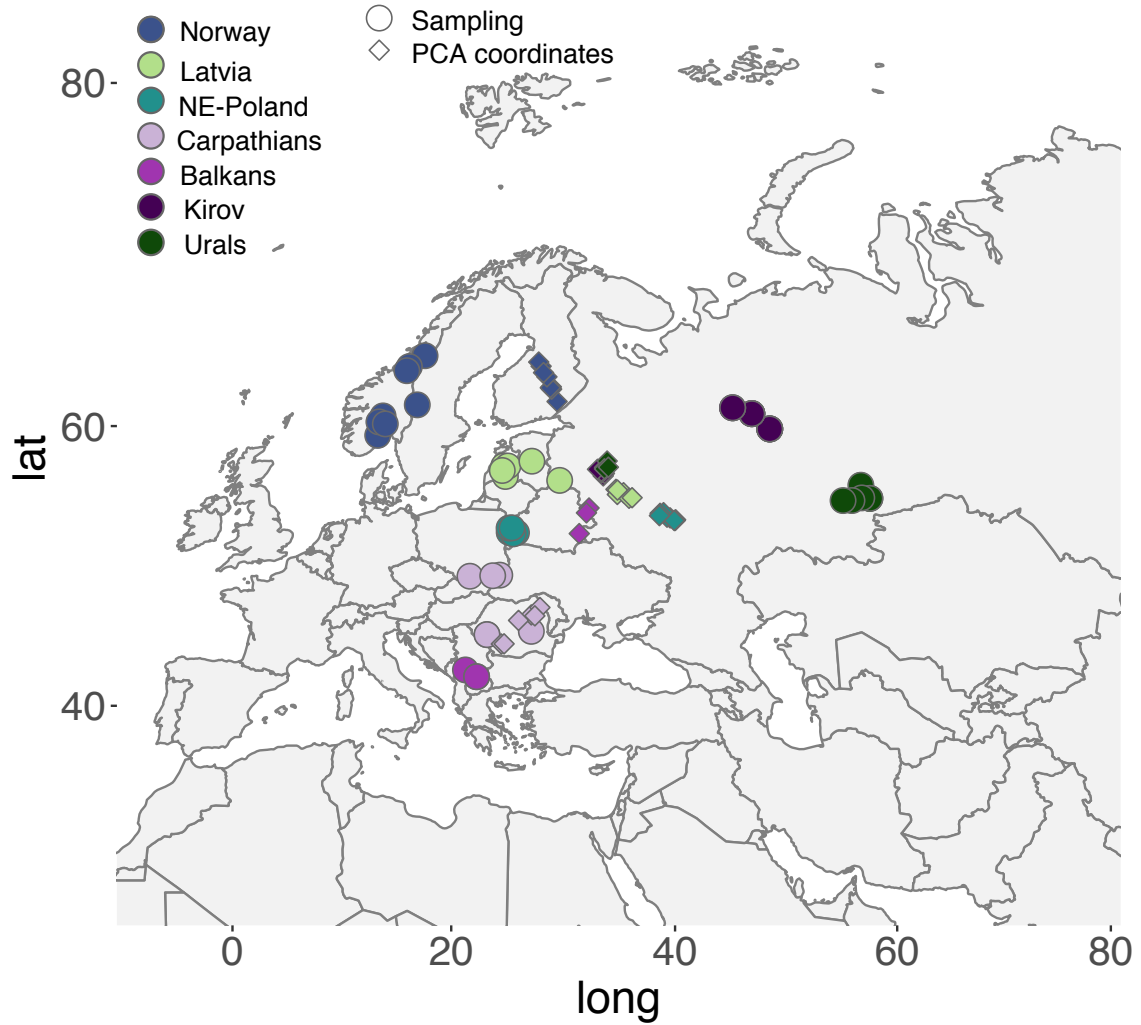 Norway
Latvia
NE-Poland
Carpathians
Balkans
Kirov
Urals
Sampling
PCA coordinates
80
60
40
lat
0
20
40
60
80
long